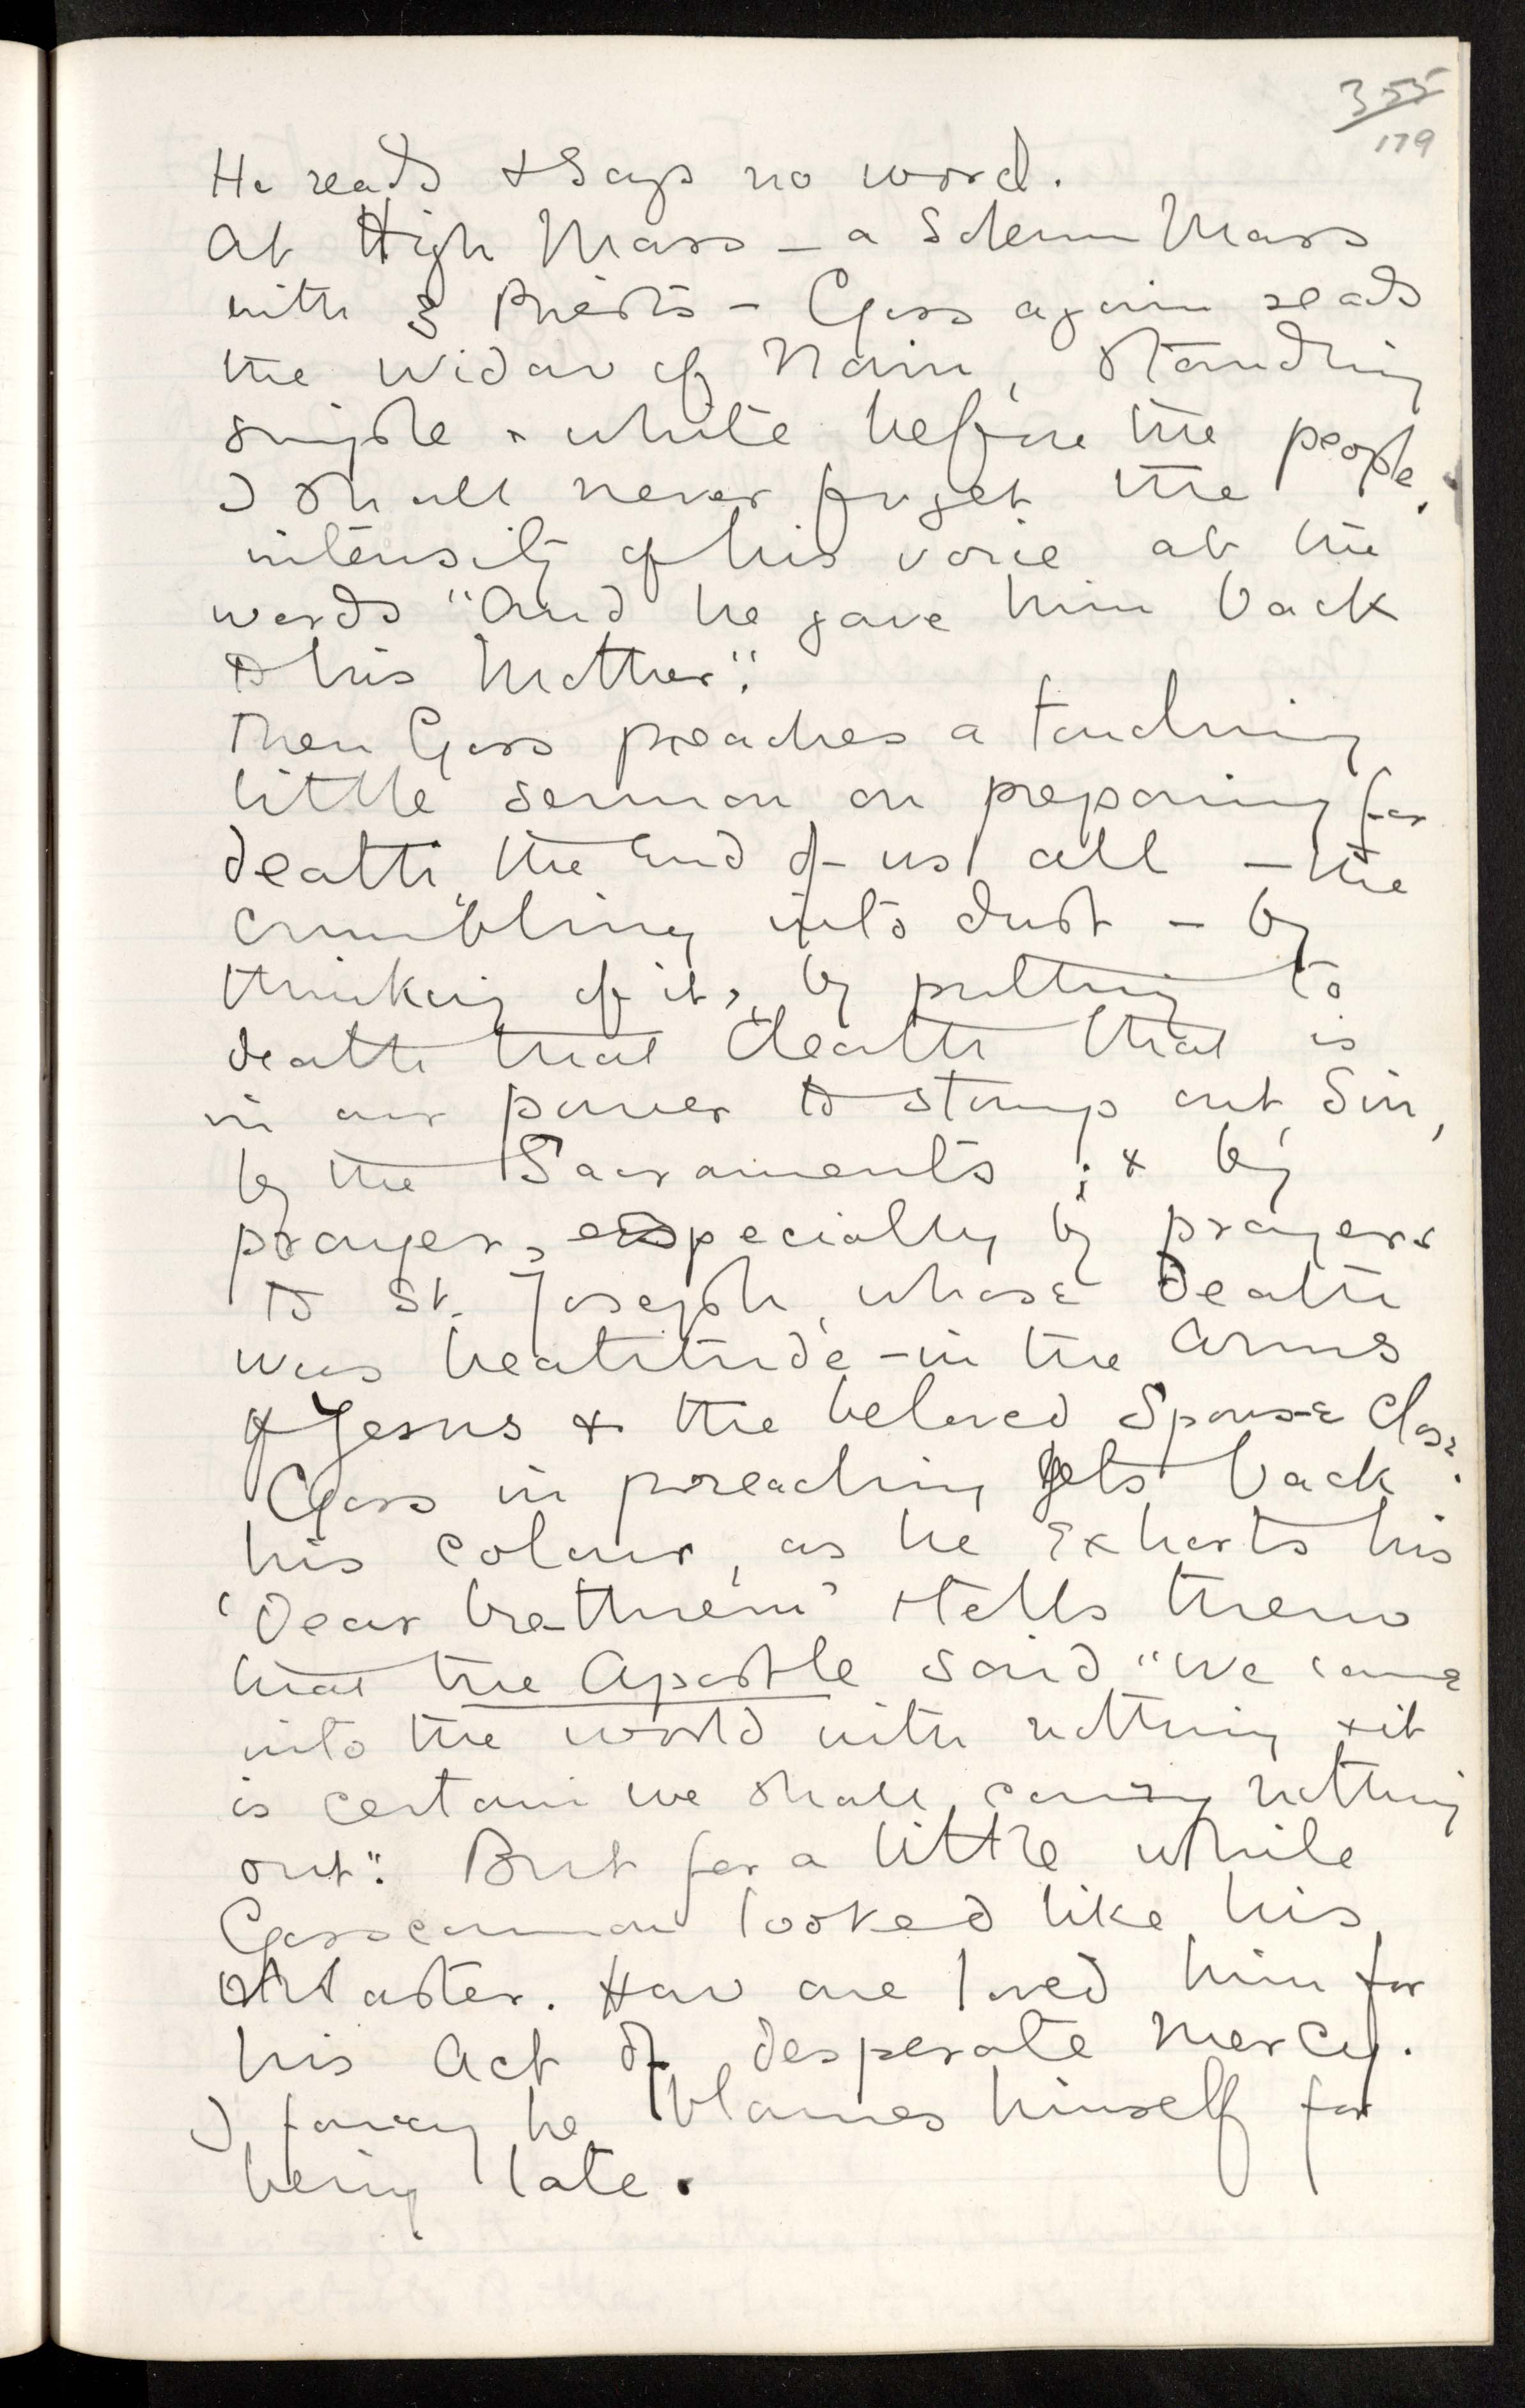 355
179
He reads & says no word.
At High Mass – a Solemn Mass
with 3 Priests – Goss again reads
the Widow of Nain, standing
simple & white before the people.
I shall never forget the
intensity of his voice at the
words "And he gave him back
to his Mother".
Then Goss preaches a touching
little sermon on preparing for
death, the End of us all – the
crumbling into dust – by
thinking of it, by putting to
death that death that is
in our power to stamp out, Sin,
by the Sacraments; & by
prayer, especially by prayers
to St. Joseph, whose Death
was beatitude – in the Arms
of Jesus & the beloved Spouse close.
Goss in preaching gets back
his colour, as he exhorts his
'Dear brethren' & tells them
that the Apostle said "We came
into the world with nothing & it
is certain we shall carry nothing
out". But for a little while
Gosscannon looked like his
Master. How one loved him for
his Act of desperate Mercy.
I fancy he blames himself for
being late.